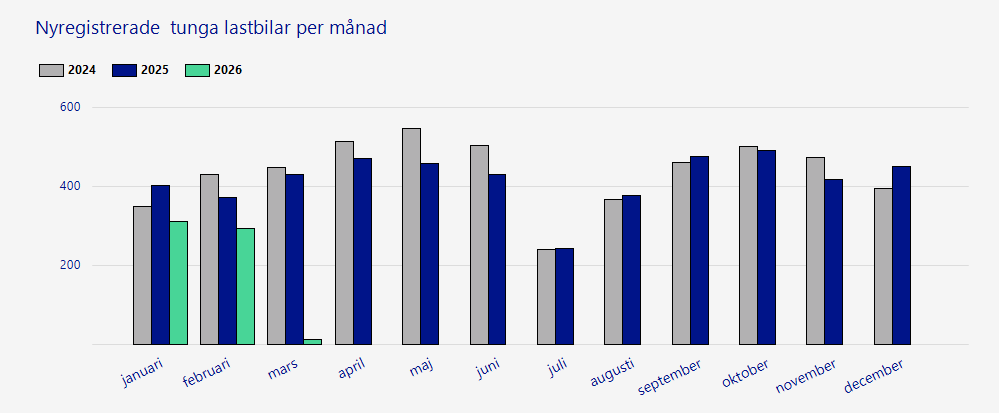 Nyregistrerade  tunga lastbilar per månad
2024 2025 2026
600
400
200
januari februari mars april maj juni juli augusti september oktober november december